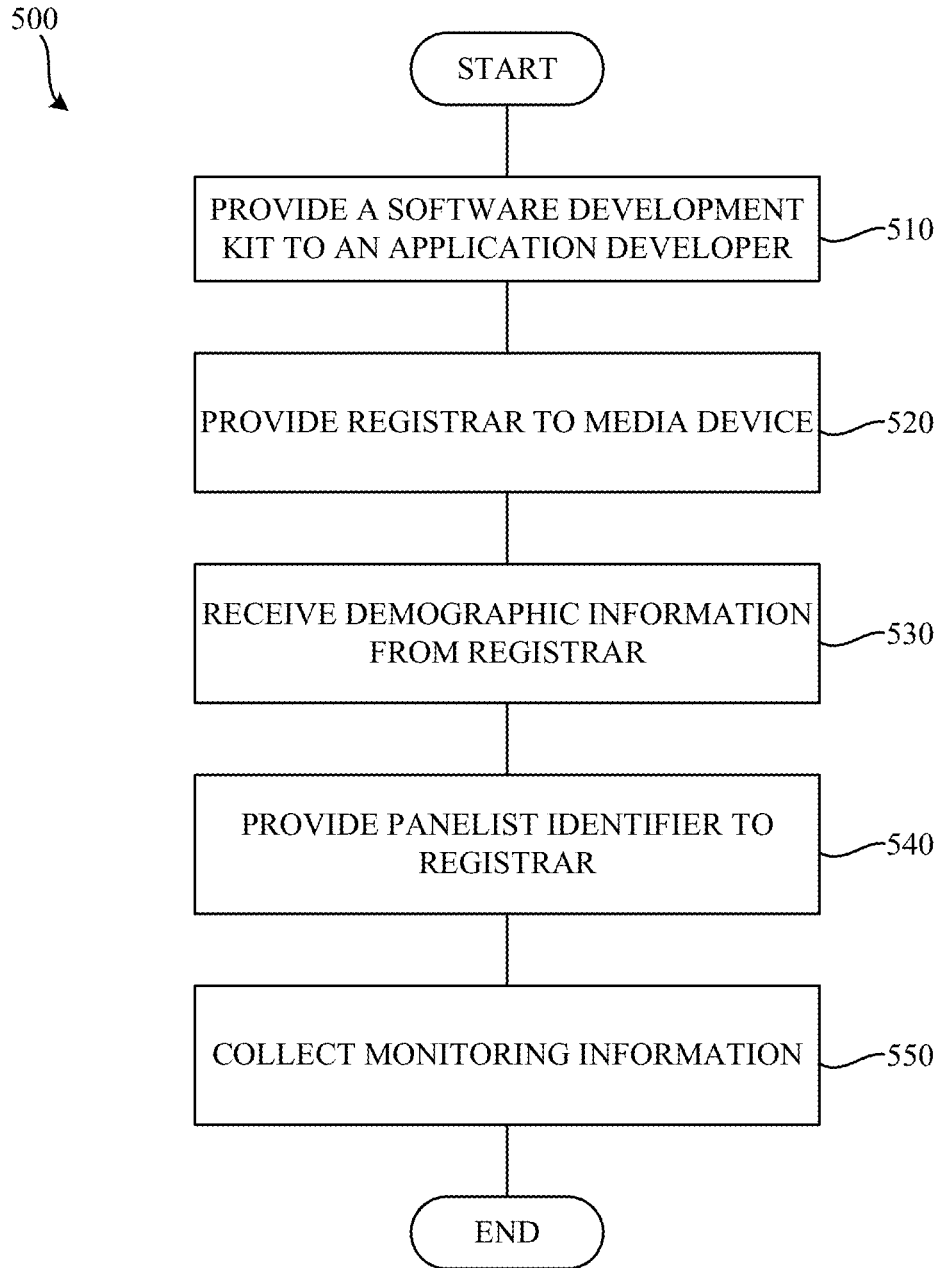 500
START
PROVIDE A SOFTWARE DEVELOPMENT
KIT TO AN APPLICATION DEVELOPER
510
PROVIDE REGISTRAR TO MEDIA DEVICE
520
RECEIVE DEMOGRAPHIC INFORMATION
FROM REGISTRAR
530
PROVIDE PANELIST IDENTIFIER TO
REGISTRAR
540
COLLECT MONITORING INFORMATION
550
END